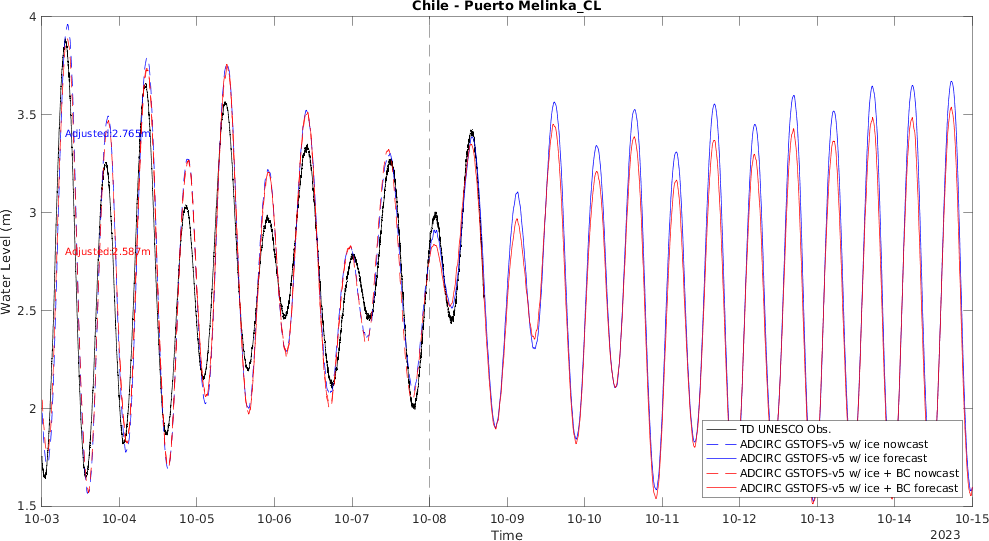 Chile - Puerto Melinka_CL
Water Level (m)
4
3.5
3
2.5
2
1.5
Adjusted:2.765m
Adjusted:2.587m
TD UNESCO Obs.
ADCIRC GSTOFS-v5 w/ ice nowcast
ADCIRC GSTOFS-v5 w/ ice forecast
ADCIRC GSTOFS-v5 w/ ice + BC nowcast
ADCIRC GSTOFS-v5 w/ ice + BC forecast
10-03 10-04 10-05 10-06 10-07 10-08 10-09 10-10 10-11 10-12 10-13 10-14 10-15
Time
2023